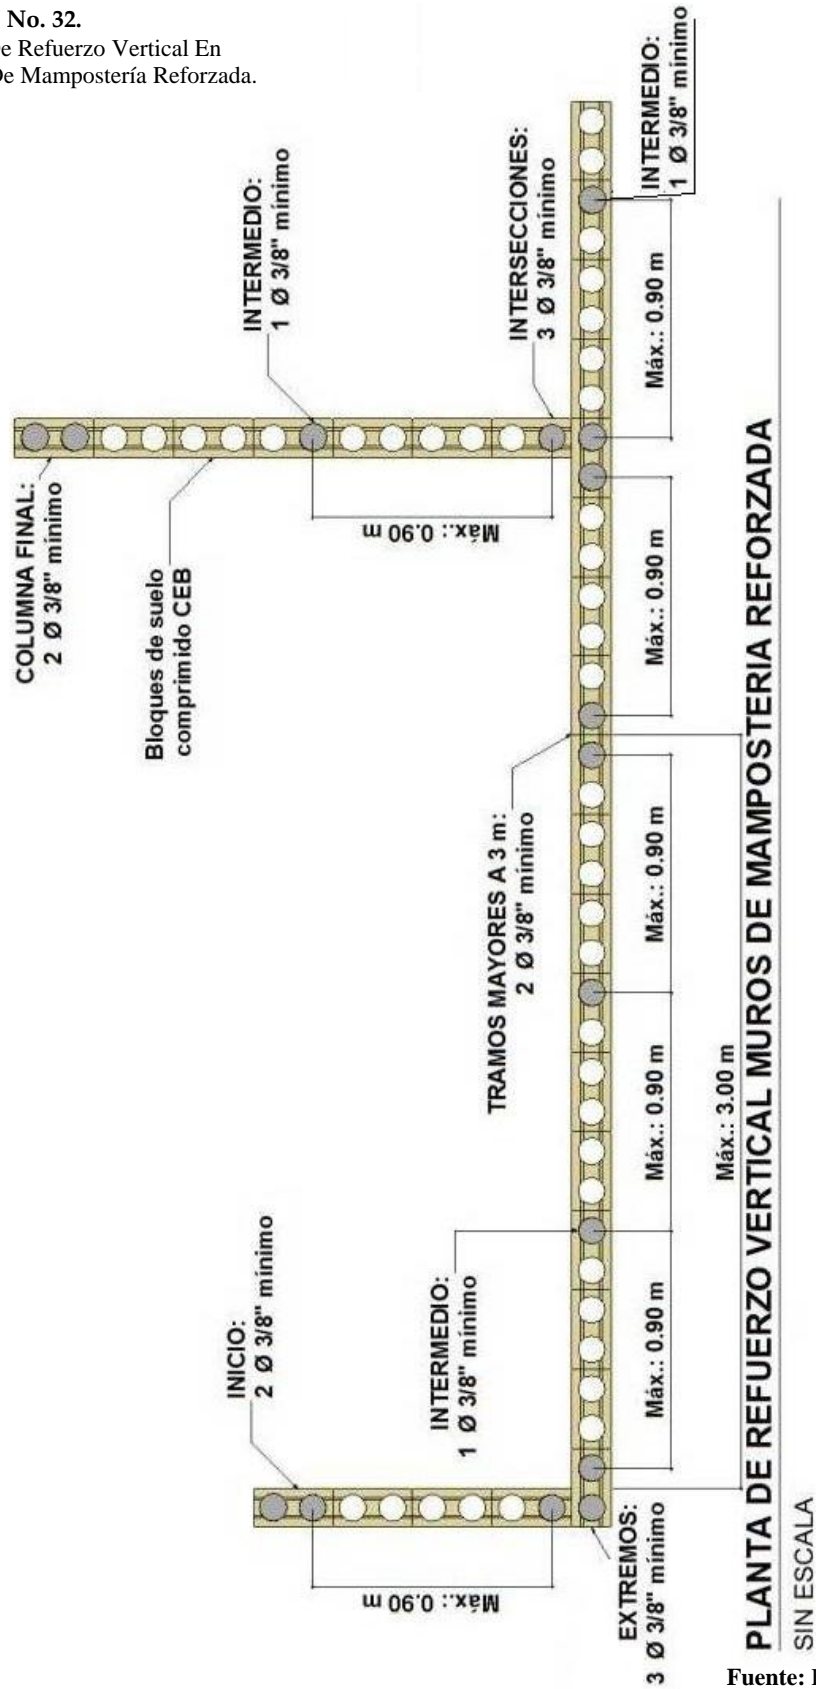 No. 32.
e Refuerzo Vertical En
De Mampostería Reforzada.
COLUMNA FINAL:
2 Ø 3/8" mínimo
Bloques de suelo
comprimido CEB
INTERMEDIO:
1 Ø 3/8" mínimo
INTERSECCIONES:
3 Ø 3/8" mínimo
INTERMEDIO:
1 Ø 3/8" mínimo
Máx.: 0.90 m
Máx.: 0.90 m
Máx.: 0.90 m
TRAMOS MAYORES A 3 m:
2 Ø 3/8" mínimo
Máx.: 0.90 m
Máx.: 0.90 m
Máx.: 0.90 m
Máx.: 3.00 m
INICIO:
2 Ø 3/8" mínimo
INTERMEDIO:
1 Ø 3/8" mínimo
Máx.: 0.90 m
EXTREMOS:
3 Ø 3/8" mínimo
PLANTA DE REFUERZO VERTICAL MUROS DE MAMPOSTERIA REFORZADA
SIN ESCALA
Fuente: